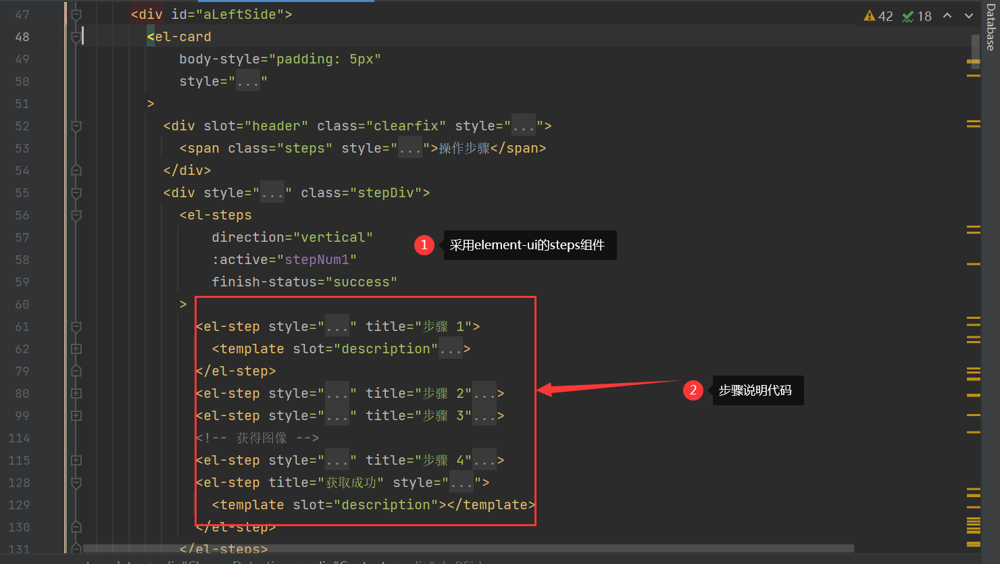 47 <div id="aLeftSide">
48 <el-card
49 body-style="padding: 5px"
50 style="..."
51 >
52 <div slot="header" class="clearfix" style="...">
53 <span class="steps" style="...">操作步骤</span>
54 </div>
55 <div style="..." class="stepDiv">
56 <el-steps
57 direction="vertical"
58 :active="stepNum1"
59 finish-status="success"
60 >
61 <el-step style="..." title="步骤 1">
62 <template slot="description"...>
79 </el-step>
80 <el-step style="..." title="步骤 2"...>
99 <el-step style="..." title="步骤 3"...>
114 <!-- 获得图像 -->
115 <el-step style="..." title="步骤 4"...>
128 <el-step title="获取成功" style="...">
129 <template slot="description"></template>
130 </el-step>
131 </el-steps>
42 18
Database
1 采用element-ui的steps组件
2 步骤说明代码